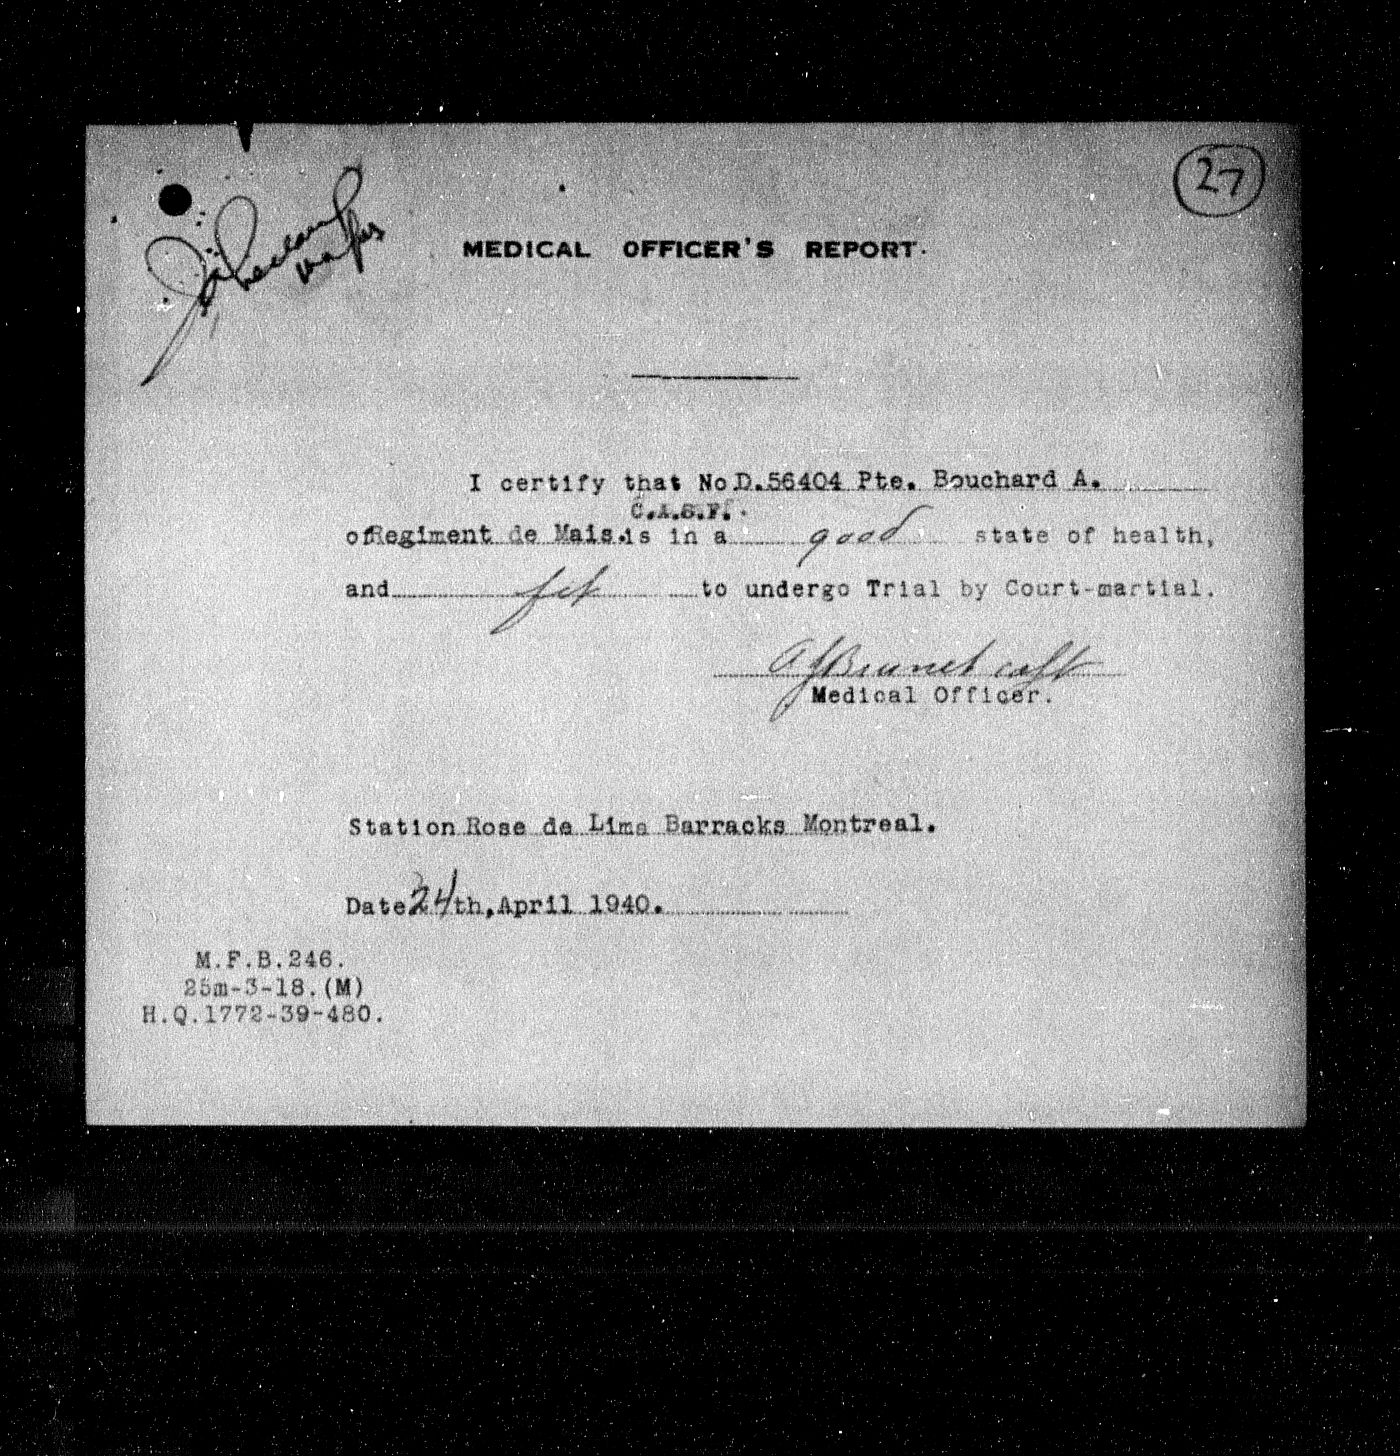 27
MEDICAL OFFICER'S REPORT.
I certify that No D.56404 Pte. Bouchard A.
C.A.S.F.
of Regiment de Mais. is in a good state of health,
and fit to undergo Trial by Court-martial.
Brunet
Medical Officer.
Station Rose de Lima Barracks Montreal.
Date 24th, April 1940.
M.F.B.246.
25m-3-18.(M)
H.Q.1772-39-480.